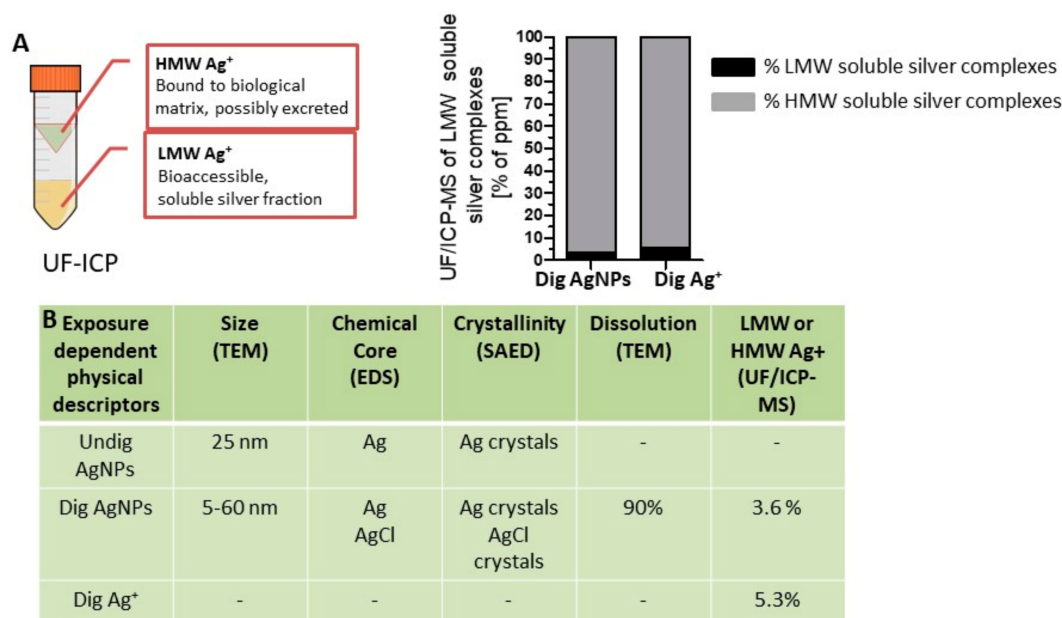 A
HMW Ag⁺
Bound to biological
matrix, possibly excreted
LMW Ag⁺
Bioaccessible,
soluble silver fraction
UF-ICP
UF/ICP-MS of LMW soluble
silver complexes
[% of ppm]
100
90
80
70
60
50
40
30
20
10
0
Dig AgNPs
Dig Ag⁺
% LMW soluble silver complexes
% HMW soluble silver complexes
B
Exposure
dependent
physical
descriptors
Size
(TEM)
Chemical
Core
(EDS)
Crystallinity
(SAED)
Dissolution
(TEM)
LMW or
HMW Ag+
(UF/ICP-
MS)
Undig
AgNPs
25 nm
Ag
Ag crystals
-
-
Dig AgNPs
5-60 nm
Ag
AgCl
Ag crystals
AgCl
crystals
90%
3.6 %
Dig Ag⁺
-
-
-
-
5.3%